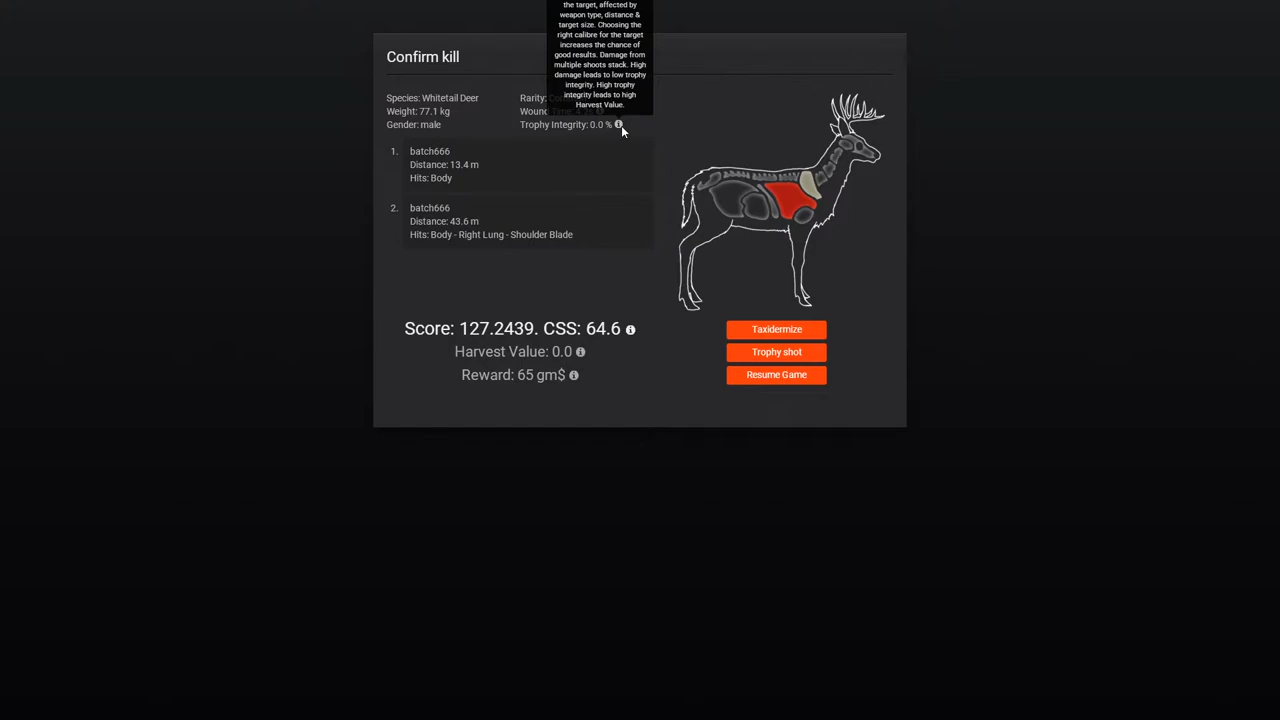 the target, affected by
weapon type, distance &
target size. Choosing the
right calibre for the target
increases the chance of
good results. Damage from
multiple shoots stack. High
damage leads to low trophy
integrity. High trophy
integrity leads to high
Harvest Value.
Confirm kill
Species: Whitetail Deer
Weight: 77.1 kg
Gender: male
Rarity:
Wound
Trophy Integrity: 0.0 %
1. batch666
Distance: 13.4 m
Hits: Body
2. batch666
Distance: 43.6 m
Hits: Body - Right Lung - Shoulder Blade
Score: 127.2439. CSS: 64.6
Harvest Value: 0.0
Reward: 65 gm$
Taxidermize
Trophy shot
Resume Game